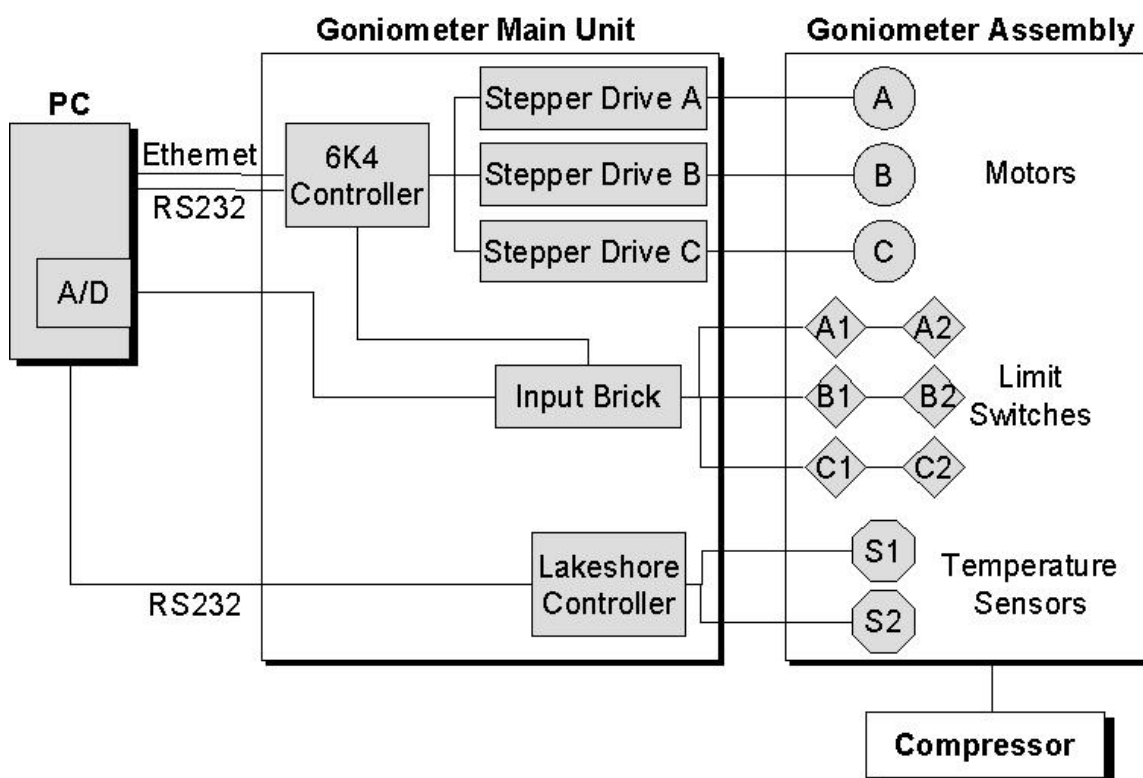 Goniometer Main Unit
Goniometer Assembly
PC
Ethernet
RS232
A/D
6K4
Controller
Stepper Drive A
Stepper Drive B
Stepper Drive C
Input Brick
A
B
C
Motors
A1
A2
B1
B2
C1
C2
Limit
Switches
RS232
Lakeshore
Controller
S1
S2
Temperature
Sensors
Compressor